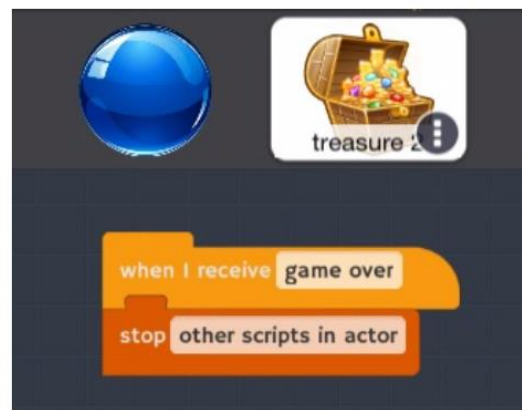 treasure 2
when I receive game over
stop other scripts in actor